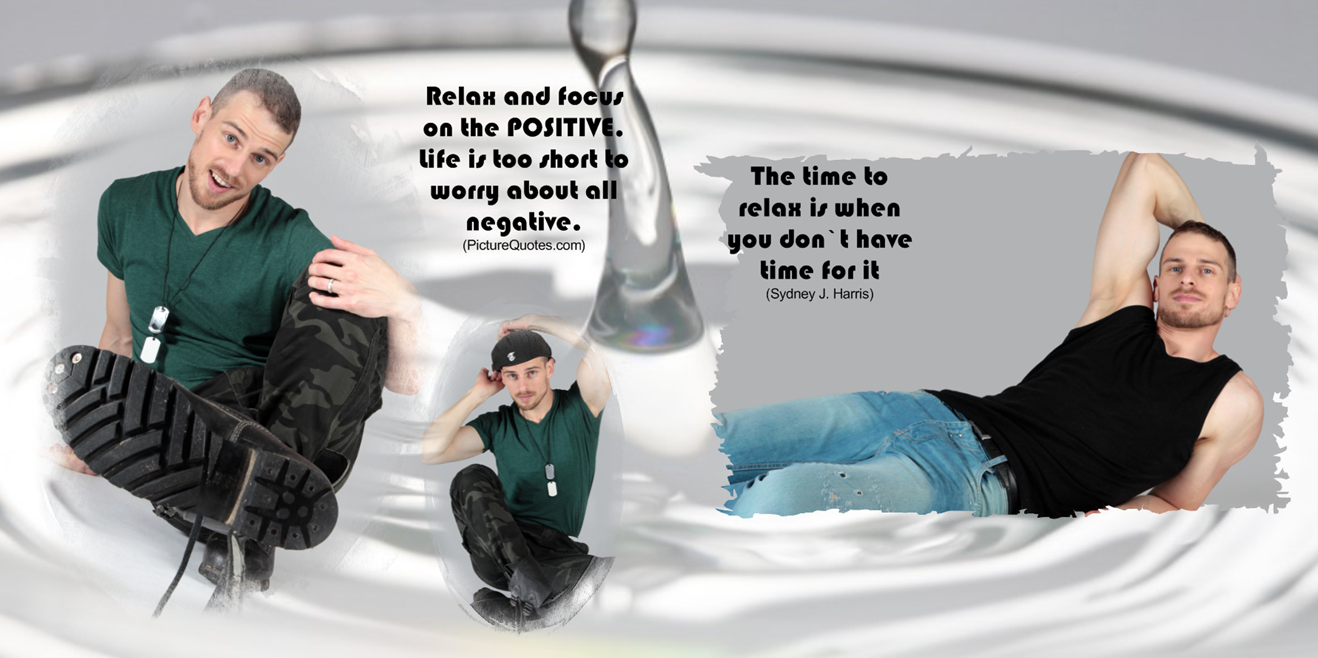 Relax and focus
on the POSITIVE.
Life is too short to
worry about all
negative.
(PictureQuotes.com)
The time to
relax is when
you don`t have
time for it
(Sydney J. Harris)